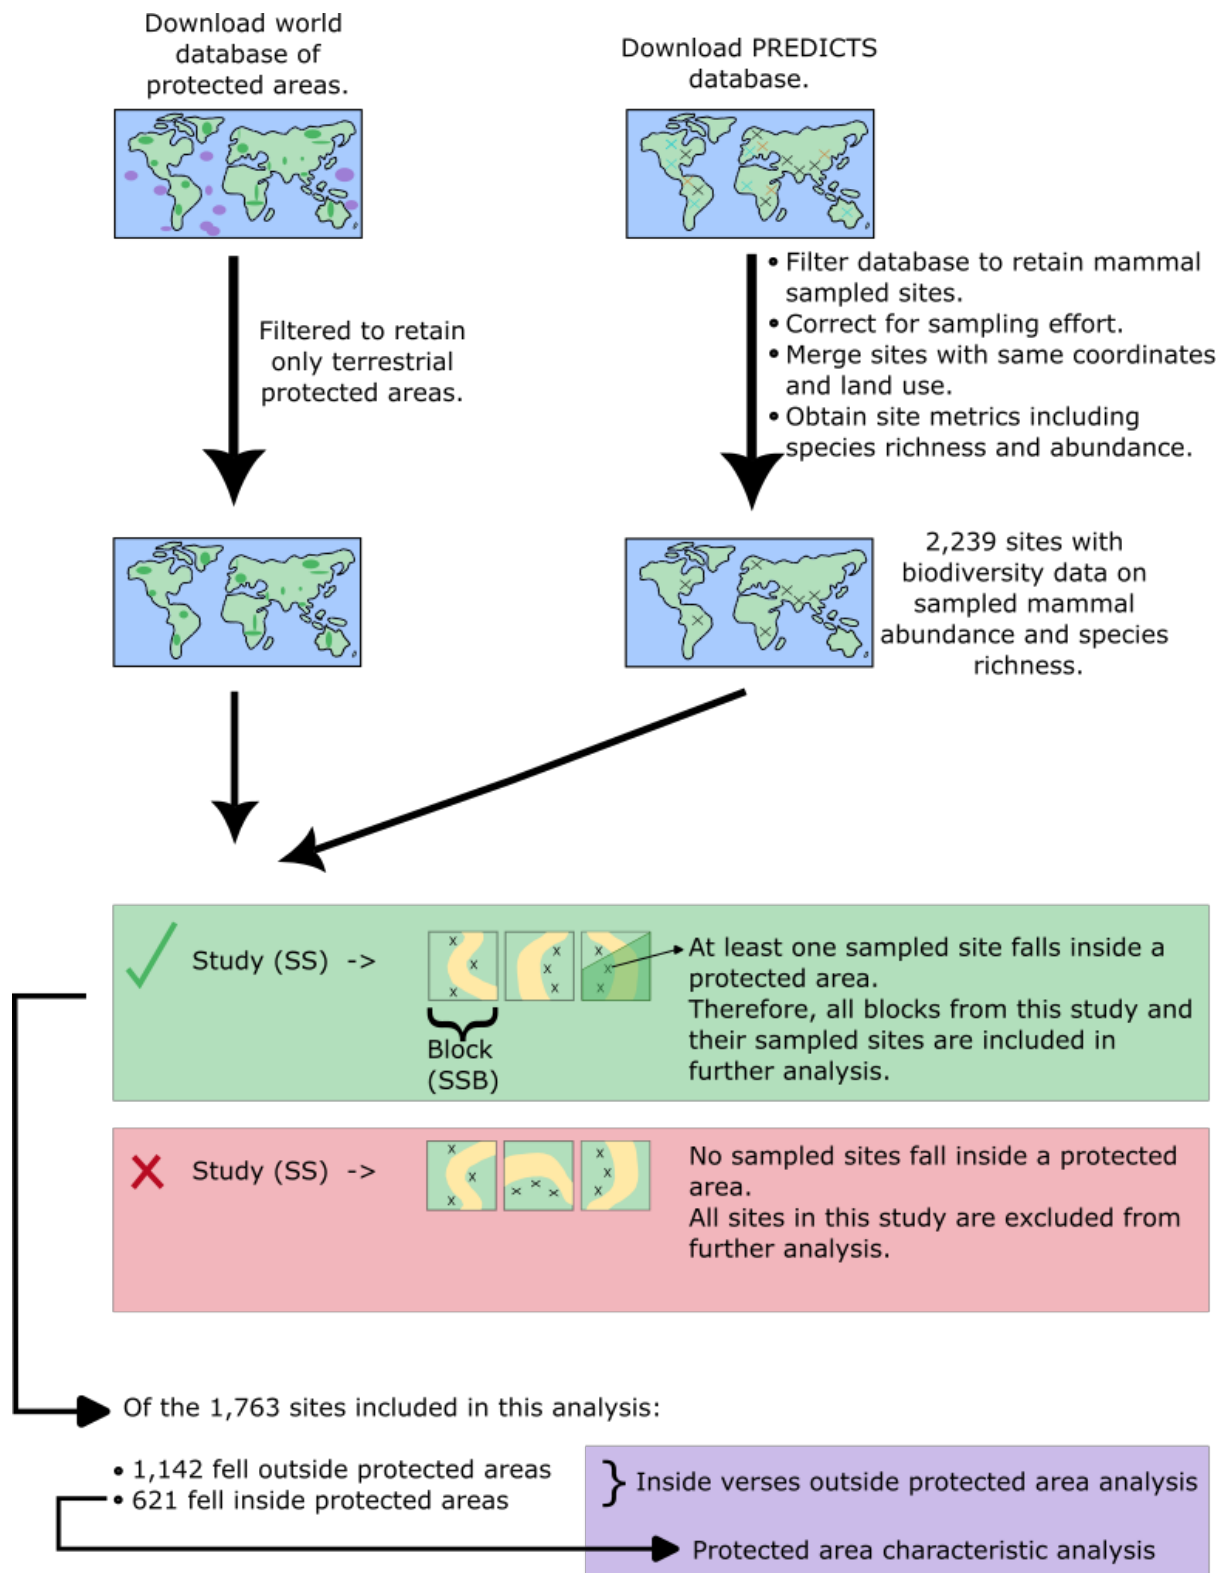 Download world
database of
protected areas.
Download PREDICTS
database.
Filtered to retain
only terrestrial
protected areas.
• Filter database to retain mammal
sampled sites.
• Correct for sampling effort.
• Merge sites with same coordinates
and land use.
• Obtain site metrics including
species richness and abundance.
2,239 sites with
biodiversity data on
sampled mammal
abundance and species
richness.
Study (SS) ->
Block
(SSB)
At least one sampled site falls inside a
protected area.
Therefore, all blocks from this study and
their sampled sites are included in
further analysis.
Study (SS) ->
No sampled sites fall inside a protected
area.
All sites in this study are excluded from
further analysis.
Of the 1,763 sites included in this analysis:
• 1,142 fell outside protected areas
• 621 fell inside protected areas
} Inside verses outside protected area analysis
Protected area characteristic analysis